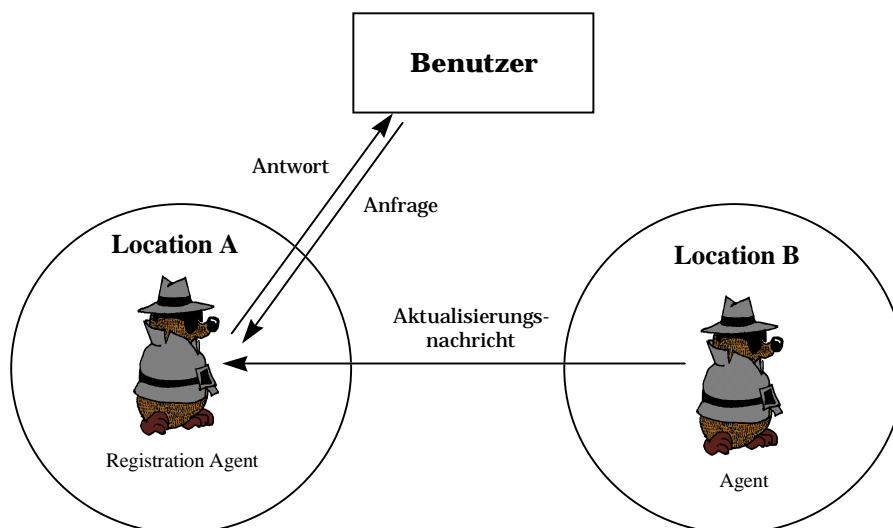 Benutzer
Antwort
Anfrage
Location A
Location B
Aktualisierungs-
nachricht
Registration Agent
Agent